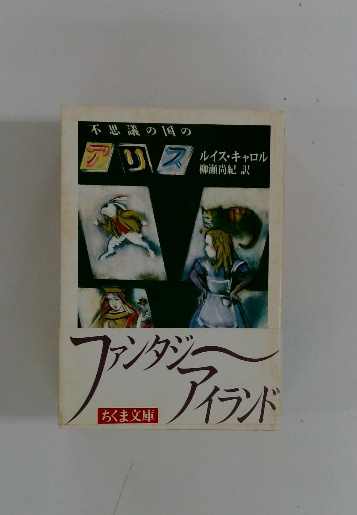 不思議の国の
アリス
ルイス・キャロル
柳瀬尚紀 訳
ファンタジー
アイランド
ちくま文庫